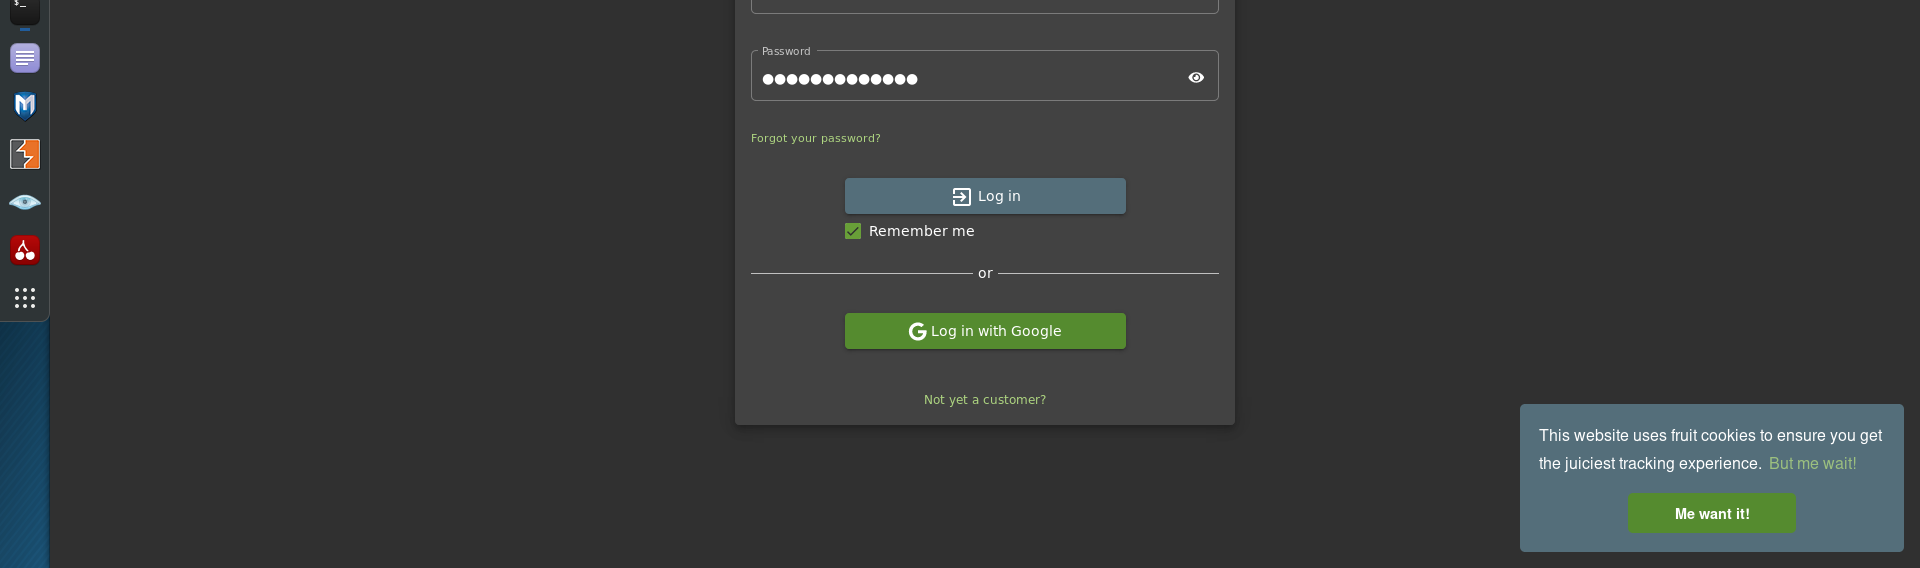 Password
●●●●●●●●●●●●●
Forgot your password?
Log in
Remember me
or
Log in with Google
Not yet a customer?
This website uses fruit cookies to ensure you get
the juiciest tracking experience. But me wait!
Me want it!